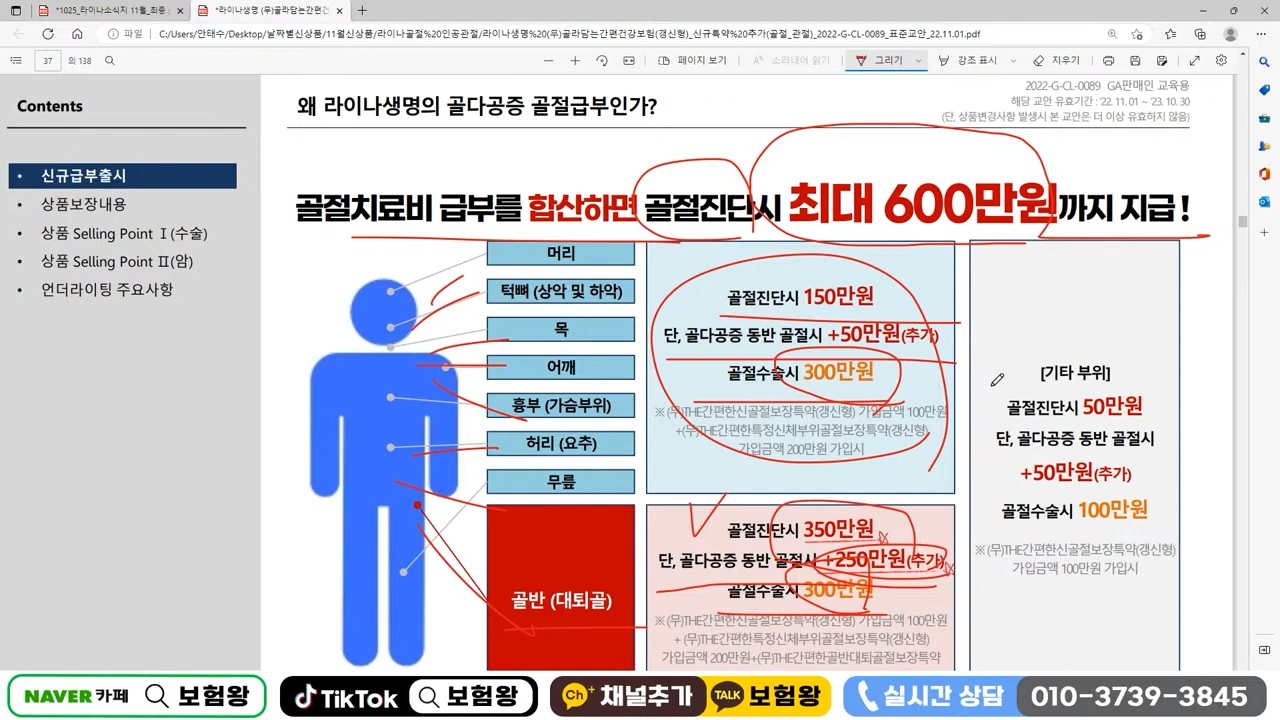 *1025_라이나소식지 11월_최종
*라이나생명 (무)골라담는간편건강
파일
C:/Users/안태수/Desktop/날짜별신상품/11월신상품/라이나골절%20인공관절/라이나생명%20(무)골라담는간편건강보험(갱신형)_신규특약%20추가(골절_관절)_2022-G-CL-0089_표준교안_22.11.01.pdf
37 의 138
페이지 보기
소리내어 읽기
그리기
강조 표시
지우기
Contents
• 신규급부출시
• 상품보장내용
• 상품 Selling Point Ⅰ(수술)
• 상품 Selling Point Ⅱ(암)
• 언더라이팅 주요사항
왜 라이나생명의 골다공증 골절급부인가?
2022-G-CL-0089 GA판매인 교육용
해당 교안 유효기간 : '22. 11. 01 ~ '23. 10. 30
(단, 상품변경사항 발생시 본 교안은 더 이상 유효하지 않음)
골절치료비 급부를 합산하면 골절진단시 최대 600만원까지 지급!
머리
턱뼈 (상악 및 하악)
목
어깨
흉부 (가슴부위)
허리 (요추)
무릎
골반 (대퇴골)
골절진단시 150만원
단, 골다공증 동반 골절시 +50만원(추가)
골절수술시 300만원
※ (무)THE간편한신골절보장특약(갱신형) 가입금액 100만원
+(무)THE간편한특정신체부위골절보장특약(갱신형)
가입금액 200만원 가입시
골절진단시 350만원
단, 골다공증 동반 골절시 +250만원(추가)
골절수술시 300만원
※ (무)THE간편한신골절보장특약(갱신형) 가입금액 100만원
+ (무)THE간편한특정신체부위골절보장특약(갱신형)
가입금액 200만원+(무)THE간편한골반대퇴골절보장특약
[기타 부위]
골절진단시 50만원
단, 골다공증 동반 골절시
+50만원(추가)
골절수술시 100만원
※ (무)THE간편한신골절보장특약(갱신형)
가입금액 100만원 가입시
NAVER 카페 보험왕
TikTok 보험왕
Ch+ 채널추가
TALK 보험왕
실시간 상담 010-3739-3845